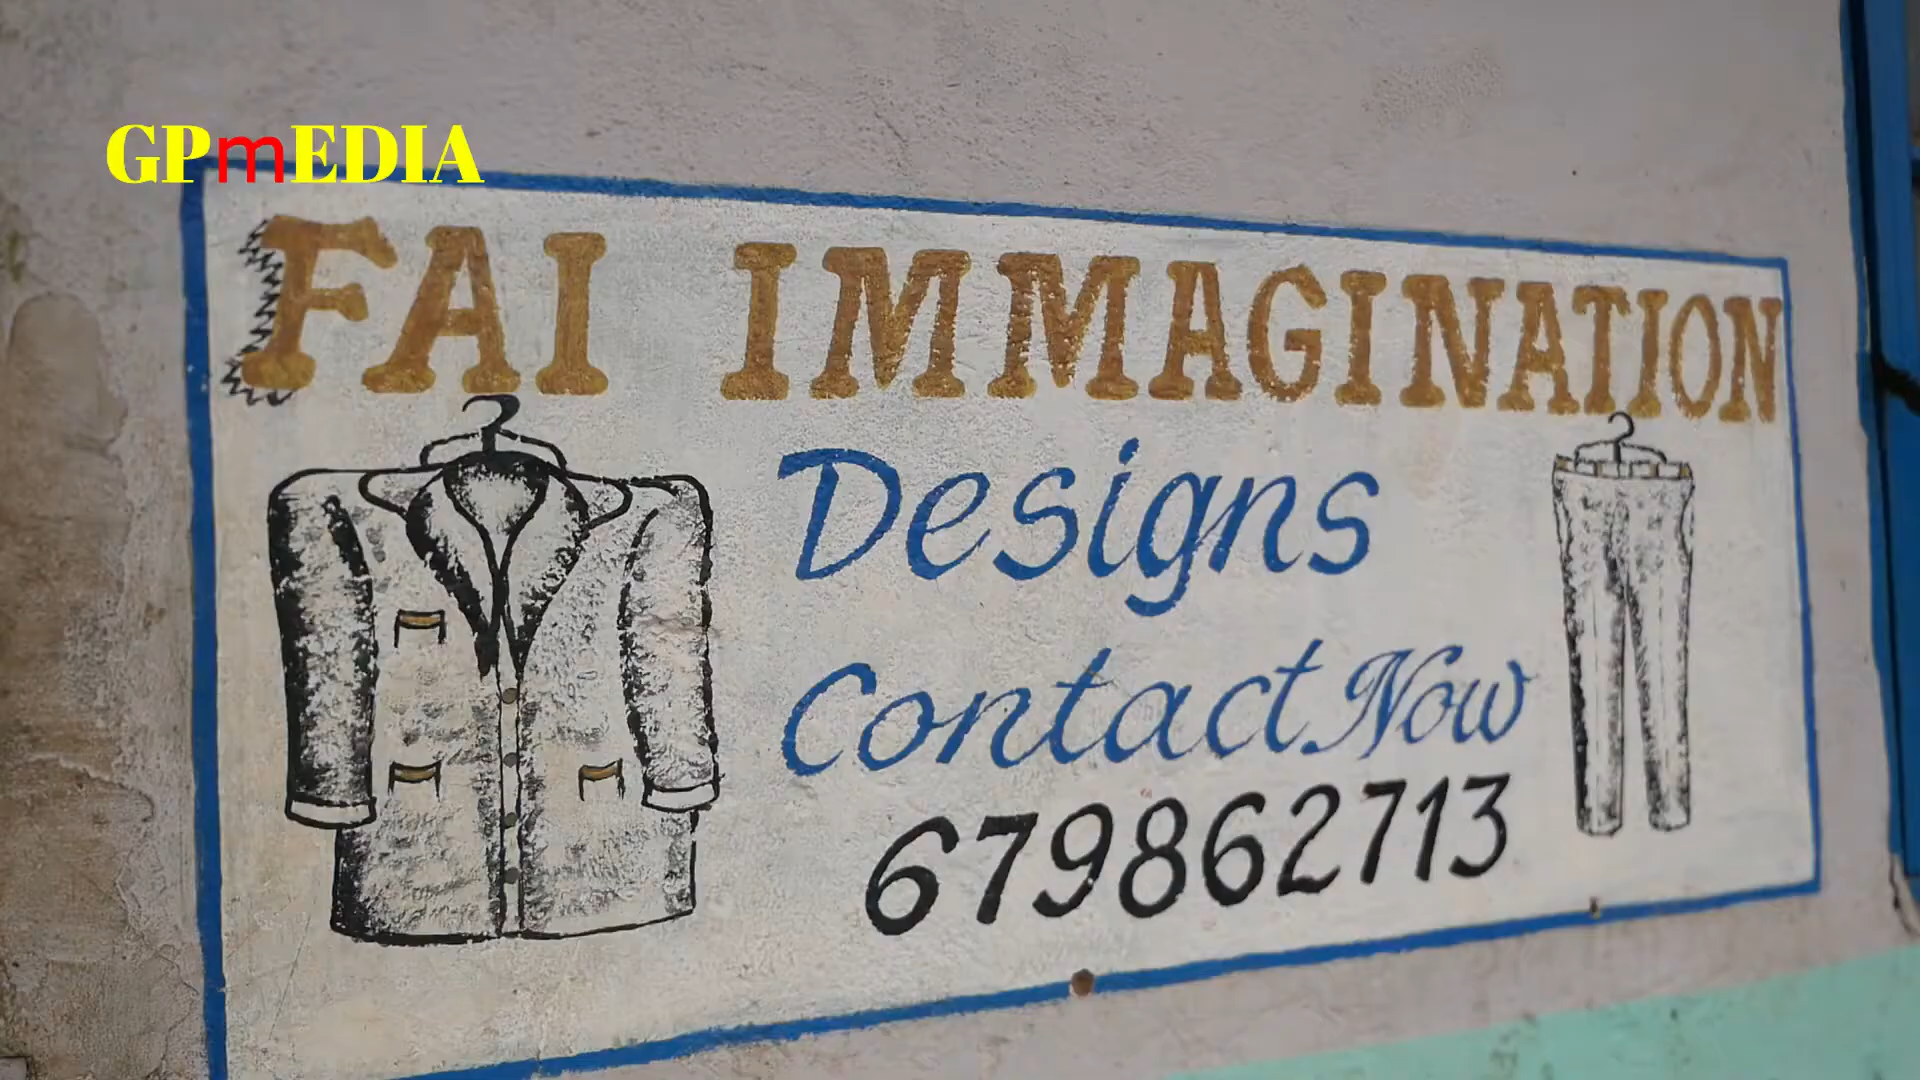 GPmEDIA
FAI IMMAGINATION
Designs
Contact Now
679862713